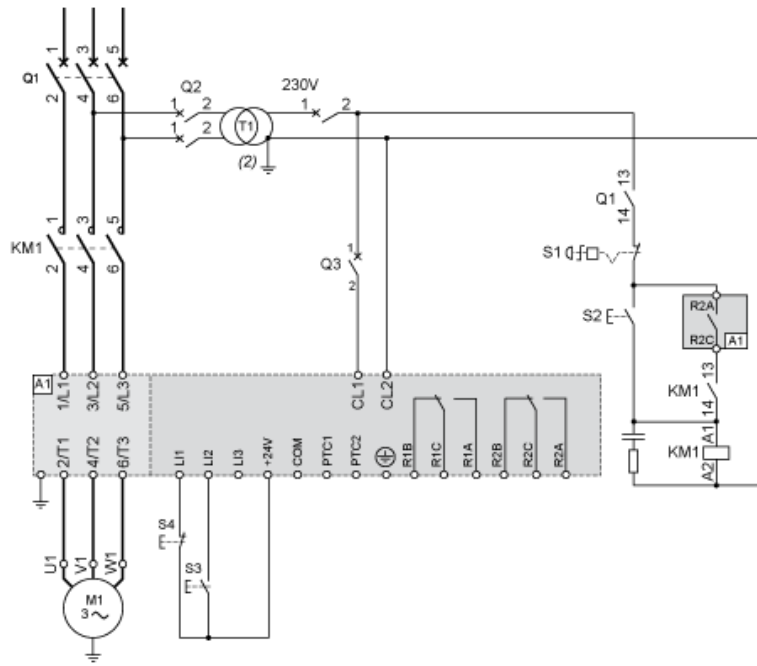 1 3 5
Q1
2 4 6
Q2
1 2
1 2
T1
(2)
230V
1 2
13
Q1
14
S1
1 3 5
KM1
2 4 6
1
Q3
2
S2
R2A
R2C
A1
13
KM1
14
A1
KM1
A2
A1
1/L1 3/L2 5/L3
CL1 CL2
2/T1 4/T2 6/T3
LI1 LI2 LI3 +24V COM PTC1 PTC2 R1B R1C R1A R2B R2C R2A
S4
S3
U1 V1 W1
M1
3